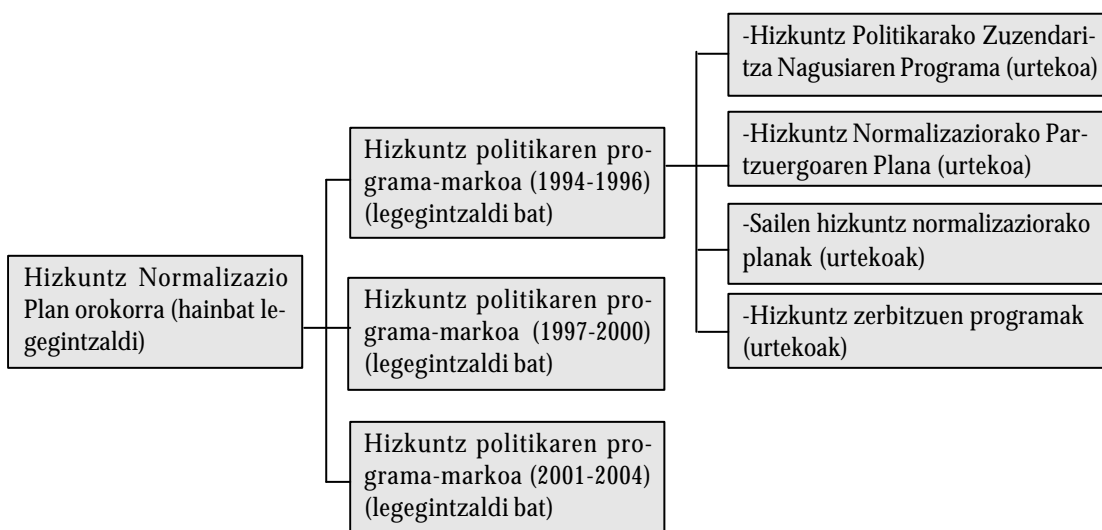 Hizkuntz Normalizazio
Plan orokorra (hainbat le-
gegintzaldi)
Hizkuntz politikaren pro-
grama-markoa (1994-1996)
(legegintzaldi bat)
Hizkuntz politikaren pro-
grama-markoa (1997-2000)
(legegintzaldi bat)
Hizkuntz politikaren pro-
grama-markoa (2001-2004)
(legegintzaldi bat)
-Hizkuntz Politikarako Zuzendari-
tza Nagusiaren Programa (urtekoa)
-Hizkuntz Normalizaziorako Par-
tzuergoaren Plana (urtekoa)
-Sailen hizkuntz normalizaziorako
planak (urtekoak)
-Hizkuntz zerbitzuen programak
(urtekoak)